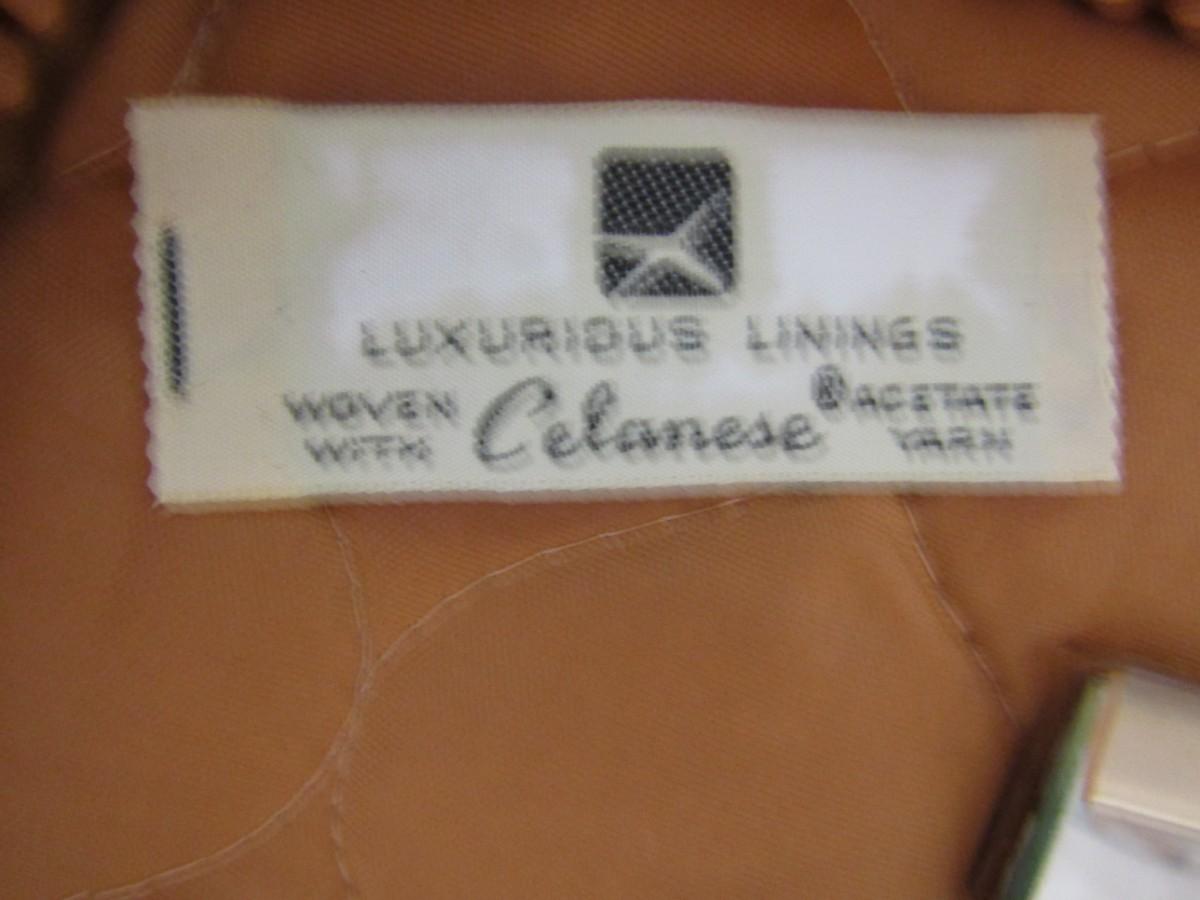 LUXURIOUS LININGS
WOVEN WITH Celanese® ACETATE YARN